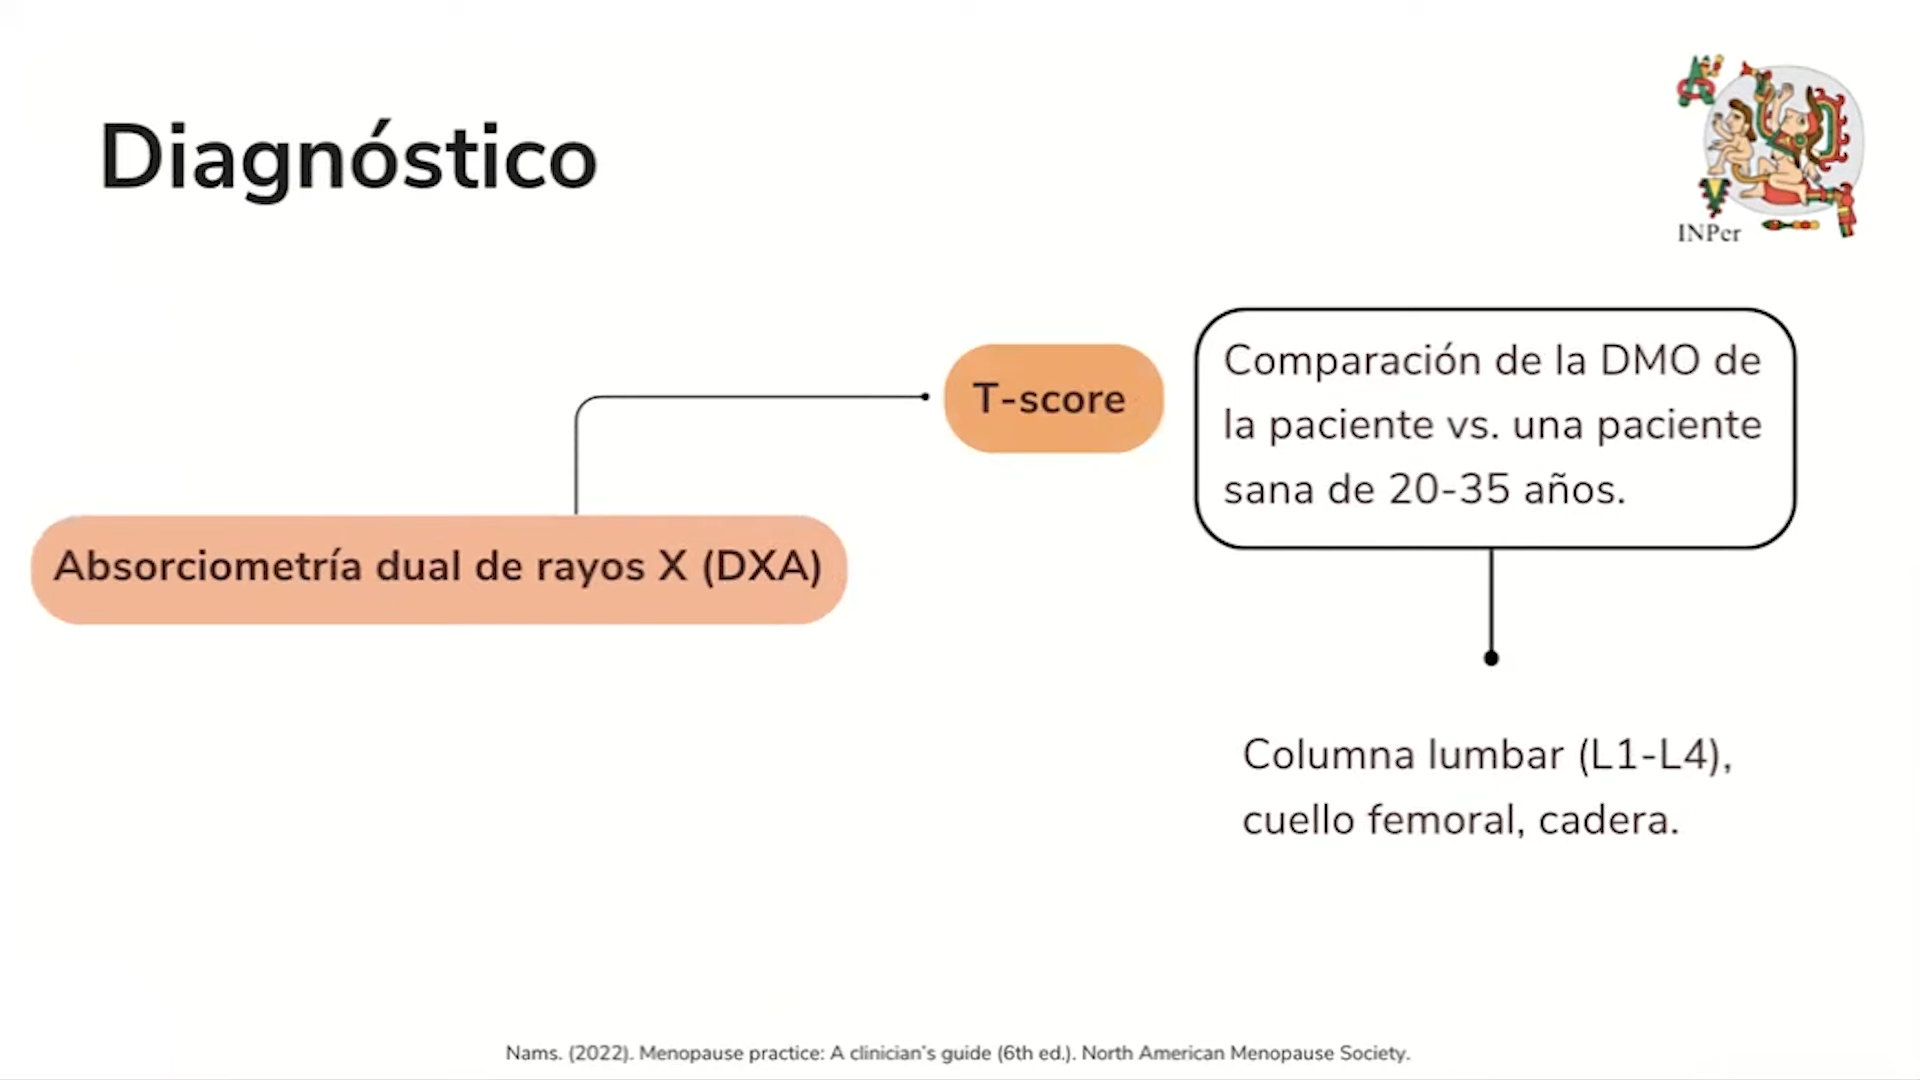 Diagnóstico
INPer
T-score
Comparación de la DMO de
la paciente vs. una paciente
sana de 20-35 años.
Absorciometría dual de rayos X (DXA)
Columna lumbar (L1-L4),
cuello femoral, cadera.
Nams. (2022). Menopause practice: A clinician's guide (6th ed.). North American Menopause Society.